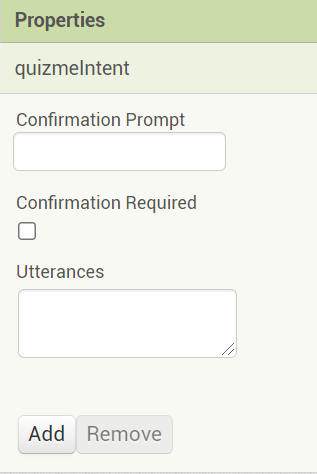 Properties
quizmeIntent
Confirmation Prompt
Confirmation Required
Utterances
Add Remove